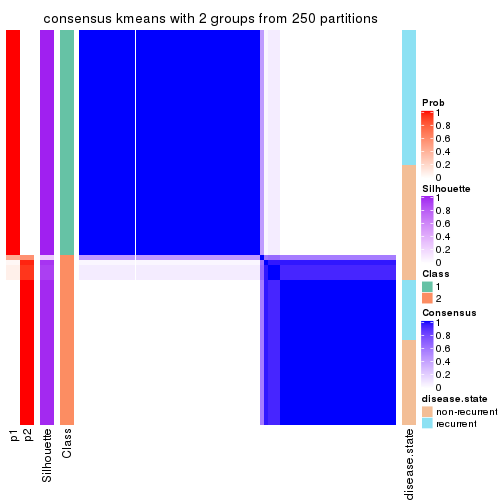 consensus kmeans with 2 groups from 250 partitions
Prob
1
0.8
0.6
0.4
0.2
0
Silhouette
1
0.8
0.6
0.4
0.2
0
Class
1
2
Consensus
1
0.8
0.6
0.4
0.2
0
disease.state
non-recurrent
recurrent
p1
p2
Silhouette
Class
disease.state